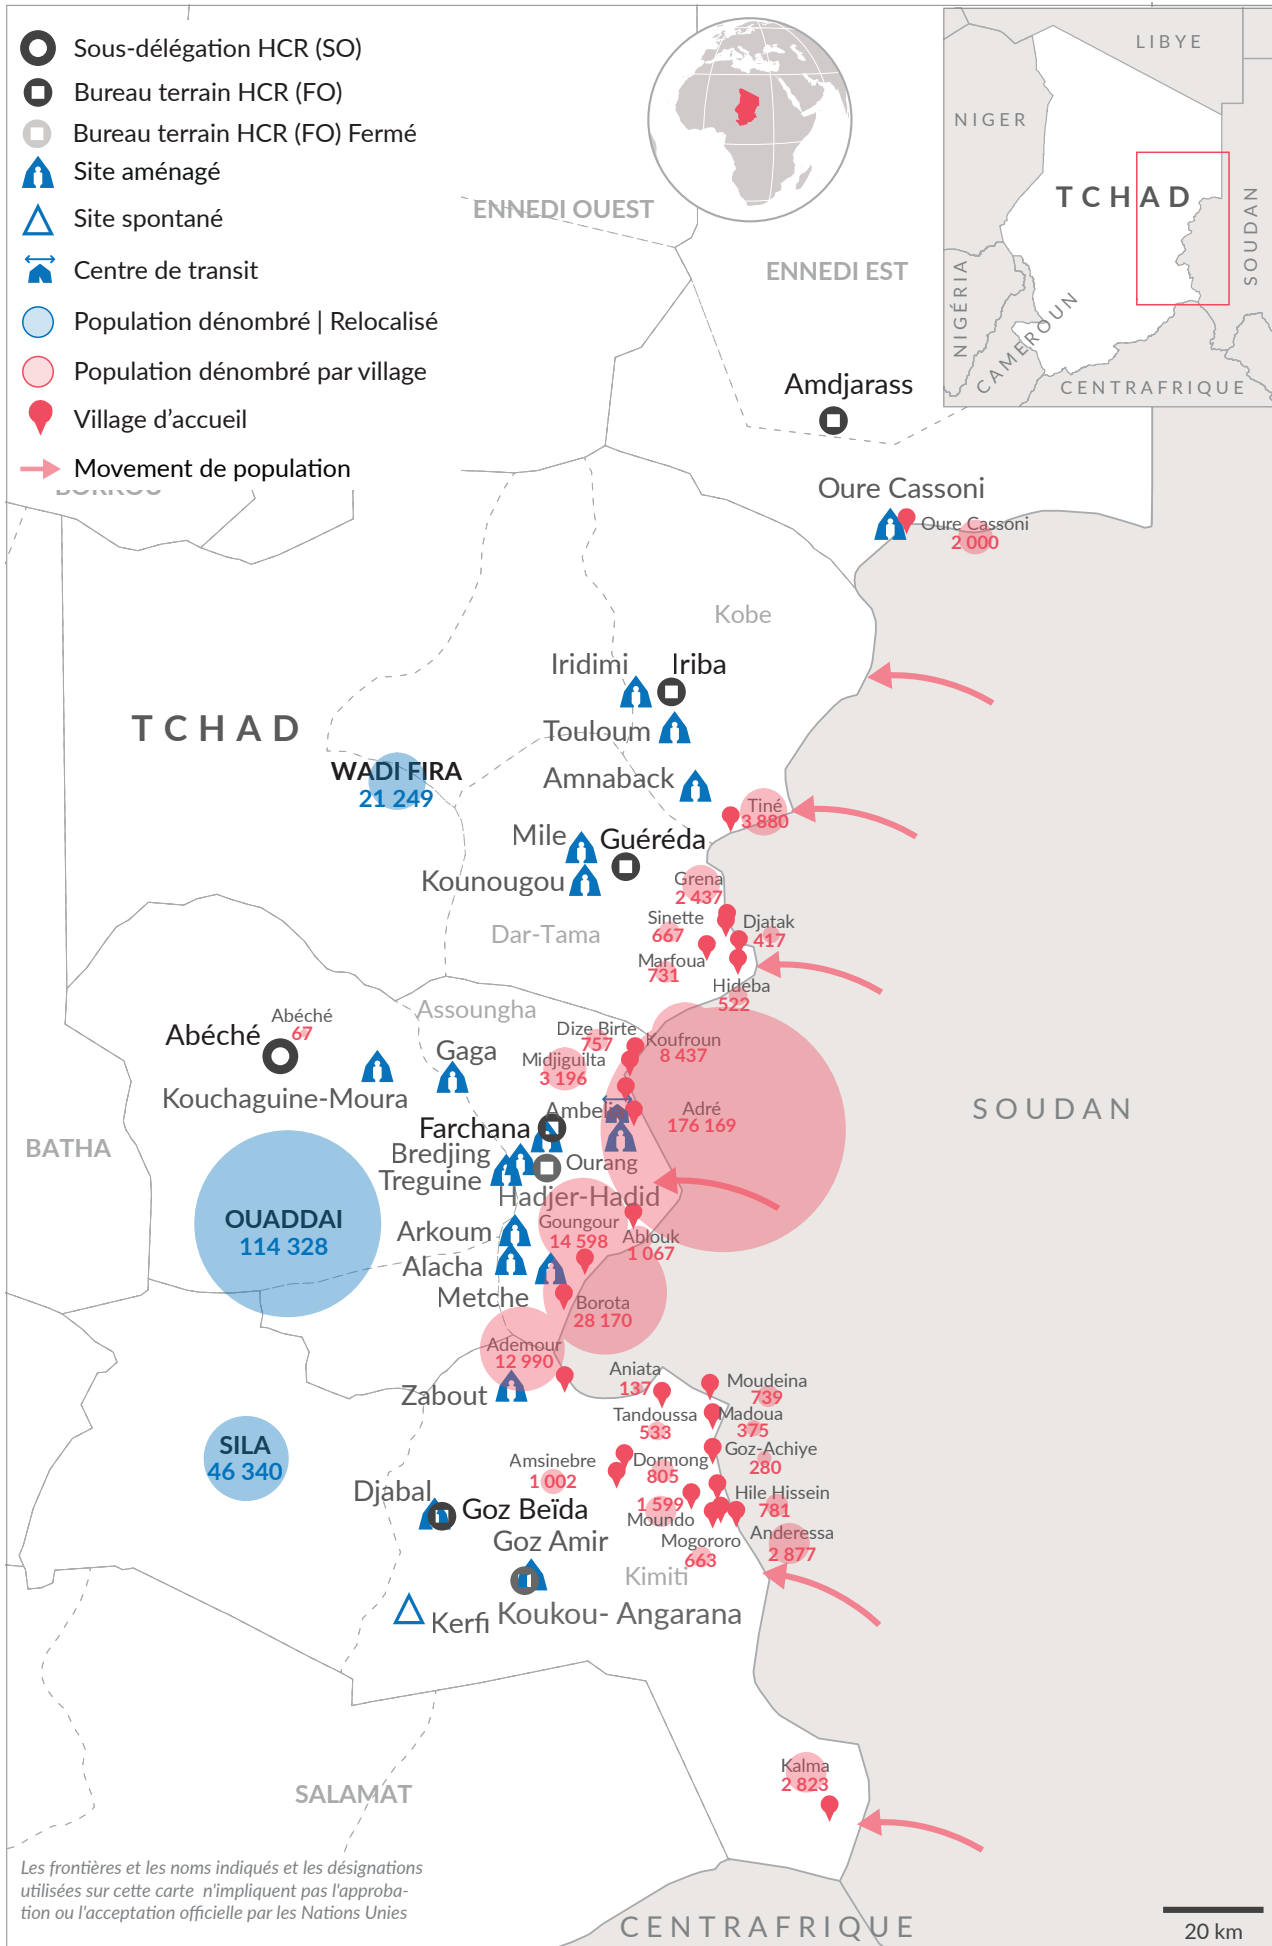 Sous-délégation HCR (SO)
Bureau terrain HCR (FO)
Bureau terrain HCR (FO) Fermé
Site aménagé
Site spontané
Centre de transit
Population dénombré | Relocalisé
Population dénombré par village
Village d'accueil
Movement de population
LIBYE
NIGER
TCHAD
SOUDAN
NIGÉRIA
CAMEROUN
CENTRAFRIQUE
ENNEDI OUEST
ENNEDI EST
Amdjarass
Oure Cassoni
Oure Cassoni
2 000
Kobe
Iridimi
Iriba
Touloum
TCHAD
WADI FIRA
21 249
Amnaback
Tiné
3 880
Mile
Guéréda
Kounougou
Grena
2 437
Sinette
667
Djatak
417
Dar-Tama
Marfoua
731
Hideba
522
Assoungha
Abéché
67
Abéché
Dize Birte
757
Koufroun
8 437
Gaga
Midjiguilta
3 196
Kouchaguine-Moura
Ambelia
Adré
176 169
SOUDAN
Farchana
BATHA
Bredjing
Ourang
Treguine
Hadjer-Hadid
OUADDAI
114 328
Arkoum
Goungour
14 598
Ablouk
1 067
Alacha
Metche
Borota
28 170
Ademour
12 990
Aniata
137
Moudeina
739
Zabout
Tandoussa
533
Madoua
375
SILA
46 340
Amsinebre
1 002
Dormong
805
Goz-Achiye
280
Djabal
Goz Beïda
1 599
Moundo
Hile Hissein
781
Goz Amir
Mogororo
663
Anderessa
2 877
Kimiti
Kerfi
Koukou- Angarana
Kalma
2 823
SALAMAT
Les frontières et les noms indiqués et les désignations
utilisées sur cette carte n'impliquent pas l'approba-
tion ou l'acceptation officielle par les Nations Unies
CENTRAFRIQUE
20 km